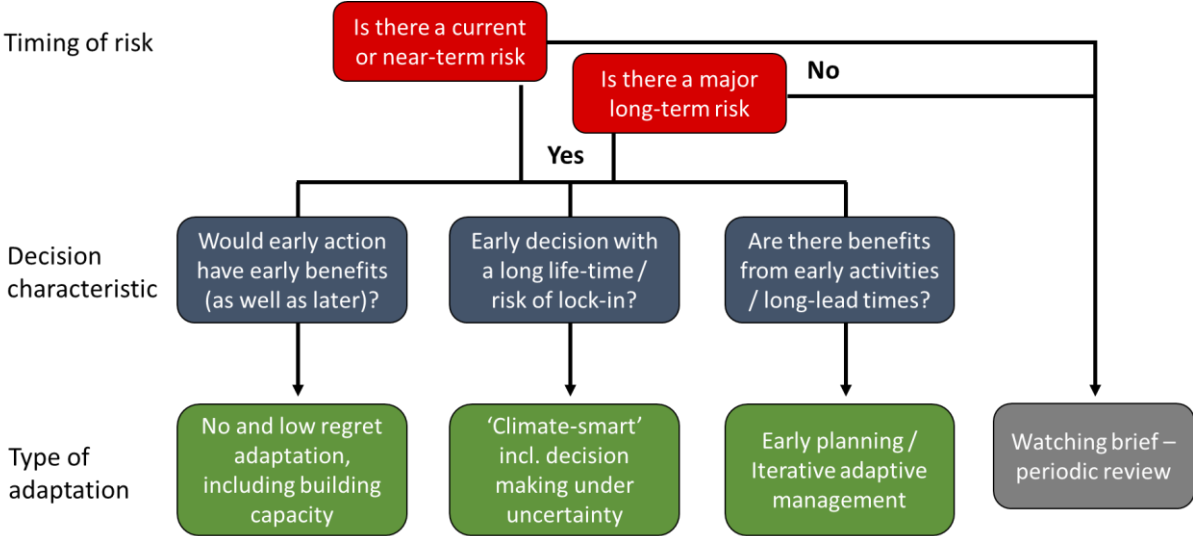 Timing of risk
Is there a current
or near-term risk
Is there a major
long-term risk
No
Yes
Decision
characteristic
Would early action
have early benefits
(as well as later)?
Early decision with
a long life-time /
risk of lock-in?
Are there benefits
from early activities
/ long-lead times?
Type of
adaptation
No and low regret
adaptation,
including building
capacity
‘Climate-smart’
incl. decision
making under
uncertainty
Early planning /
Iterative adaptive
management
Watching brief –
periodic review